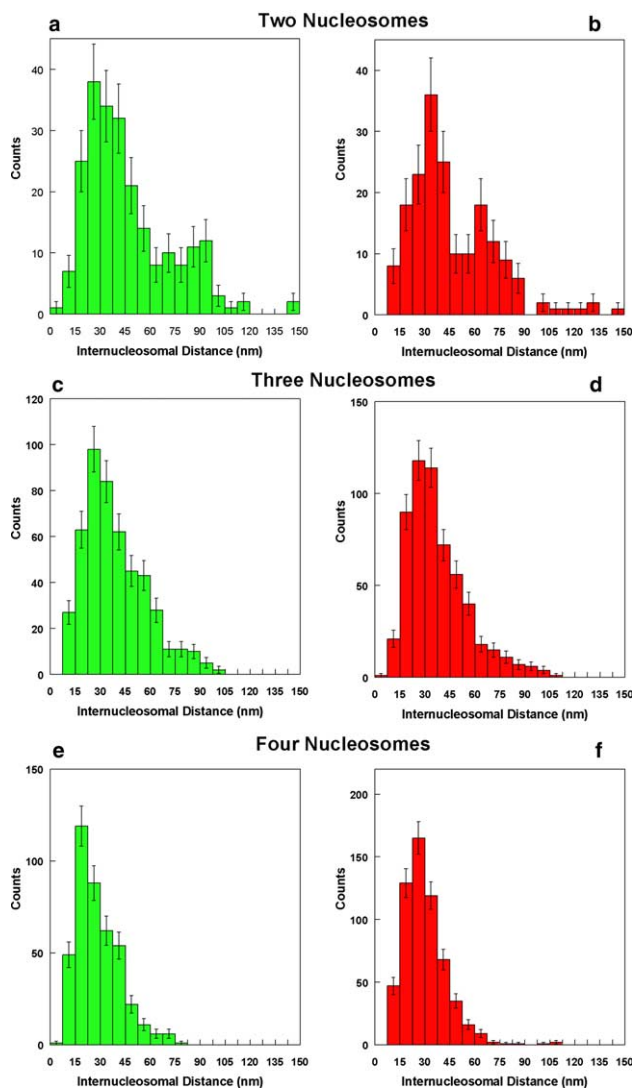 Two Nucleosomes
a
b
40
30
20
10
0
Counts
0 15 30 45 60 75 90 105 120 135 150
Internucleosomal Distance (nm)
40
30
20
10
0
Counts
0 15 30 45 60 75 90 105 120 135 150
Internucleosomal Distance (nm)
Three Nucleosomes
c
d
120
100
80
60
40
20
0
Counts
0 15 30 45 60 75 90 105 120 135 150
Internucleosomal Distance (nm)
150
100
50
0
Counts
0 15 30 45 60 75 90 105 120 135 150
Internucleosomal Distance (nm)
Four Nucleosomes
e
f
150
100
50
0
Counts
0 15 30 45 60 75 90 105 120 135 150
Internucleosomal Distance (nm)
200
150
100
50
0
Counts
0 15 30 45 60 75 90 105 120 135 150
Internucleosomal Distance (nm)